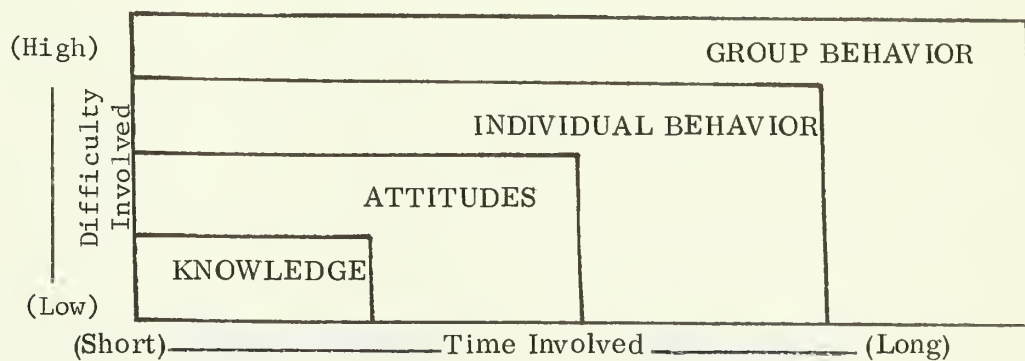 (High)
GROUP BEHAVIOR
INDIVIDUAL BEHAVIOR
Difficulty
Involved
ATTITUDES
KNOWLEDGE
(Low)
(Short) Time Involved (Long)